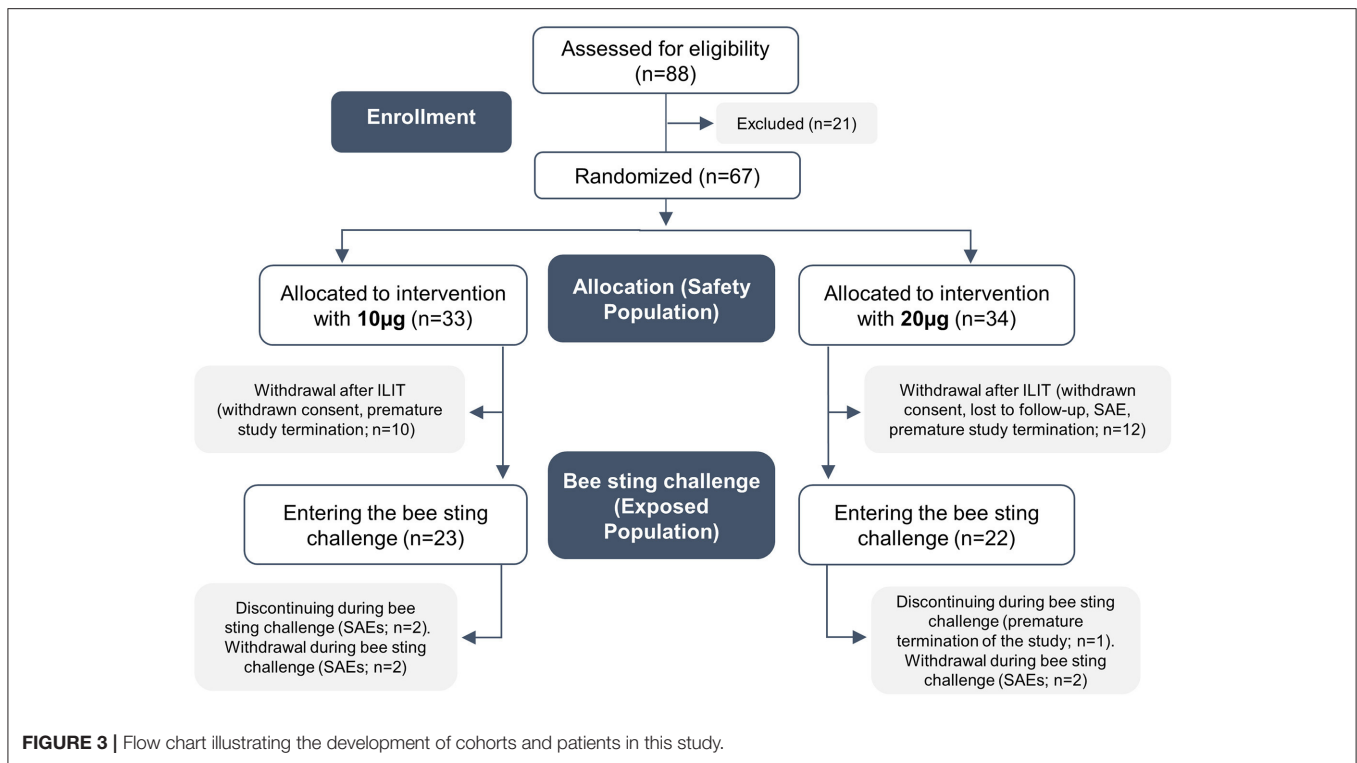 Assessed for eligibility
(n=88)
Enrollment
Excluded (n=21)
Randomized (n=67)
Allocated to intervention
with 10µg (n=33)
Allocation (Safety
Population)
Allocated to intervention
with 20µg (n=34)
Withdrawal after ILIT
(withdrawn consent, premature
study termination; n=10)
Withdrawal after ILIT (withdrawn
consent, lost to follow-up, SAE,
premature study termination; n=12)
Entering the bee sting
challenge (n=23)
Bee sting challenge
(Exposed
Population)
Entering the bee sting
challenge (n=22)
Discontinuing during bee
sting challenge (SAEs; n=2).
Withdrawal during bee sting
challenge (SAEs; n=2)
Discontinuing during bee sting
challenge (premature
termination of the study; n=1).
Withdrawal during bee sting
challenge (SAEs; n=2)
FIGURE 3 | Flow chart illustrating the development of cohorts and patients in this study.